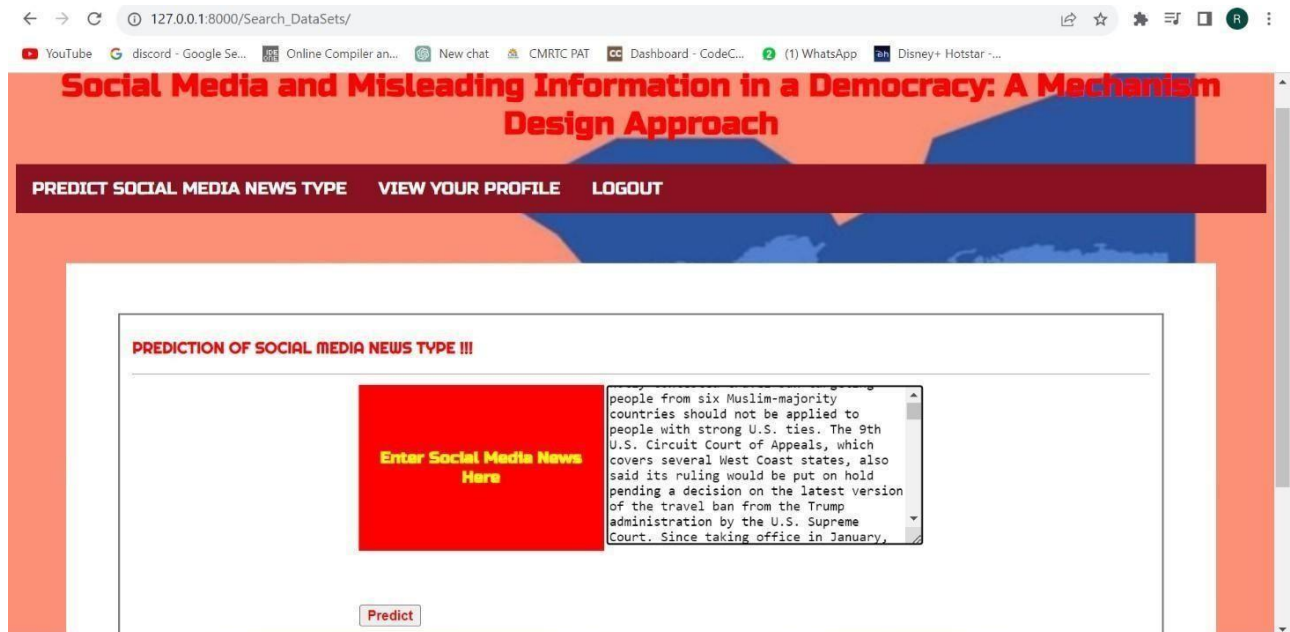 127.0.0.1:8000/Search_DataSets/
R
YouTube discord - Google Se... Online Compiler an... New chat CMRTC PAT CC Dashboard - CodeC... 2 (1) WhatsApp Disney+ Hotstar -...
Social Media and Misleading Information in a Democracy: A Mechanism
Design Approach
PREDICT SOCIAL MEDIA NEWS TYPE VIEW YOUR PROFILE LOGOUT
PREDICTION OF SOCIAL MEDIA NEWS TYPE !!!
Enter Social Media News
Here
people from six Muslim-majority
countries should not be applied to
people with strong U.S. ties. The 9th
U.S. Circuit Court of Appeals, which
covers several West Coast states, also
said its ruling would be put on hold
pending a decision on the latest version
of the travel ban from the Trump
administration by the U.S. Supreme
Court. Since taking office in January,
Predict